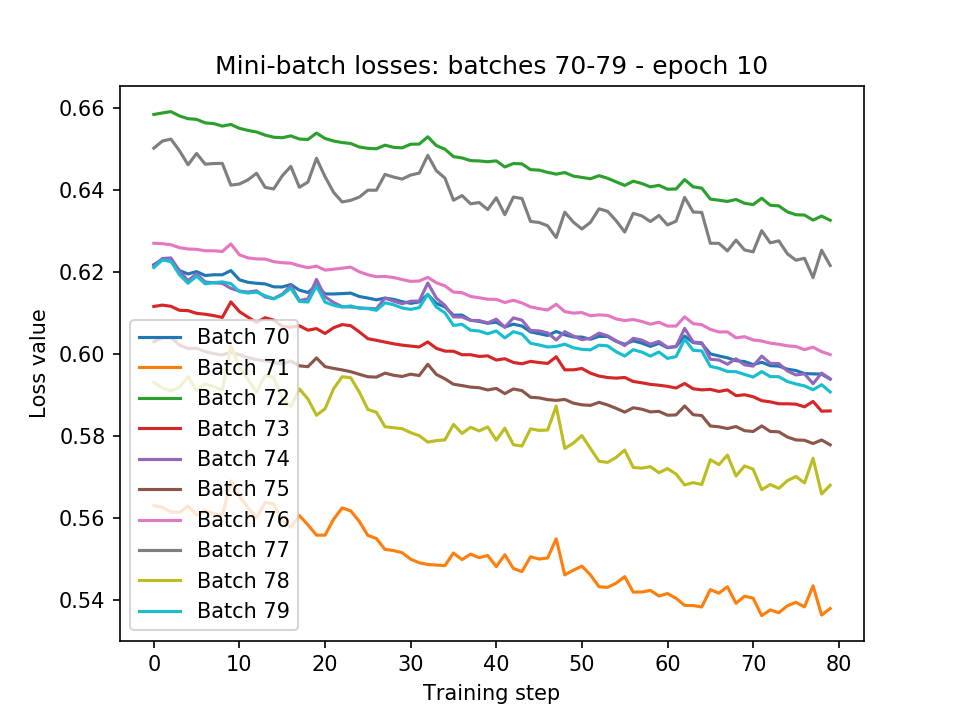 Mini-batch losses: batches 70-79 - epoch 10
0.66
0.64
0.62
0.60
0.58
0.56
0.54
Loss value
Batch 70
Batch 71
Batch 72
Batch 73
Batch 74
Batch 75
Batch 76
Batch 77
Batch 78
Batch 79
0 10 20 30 40 50 60 70 80
Training step